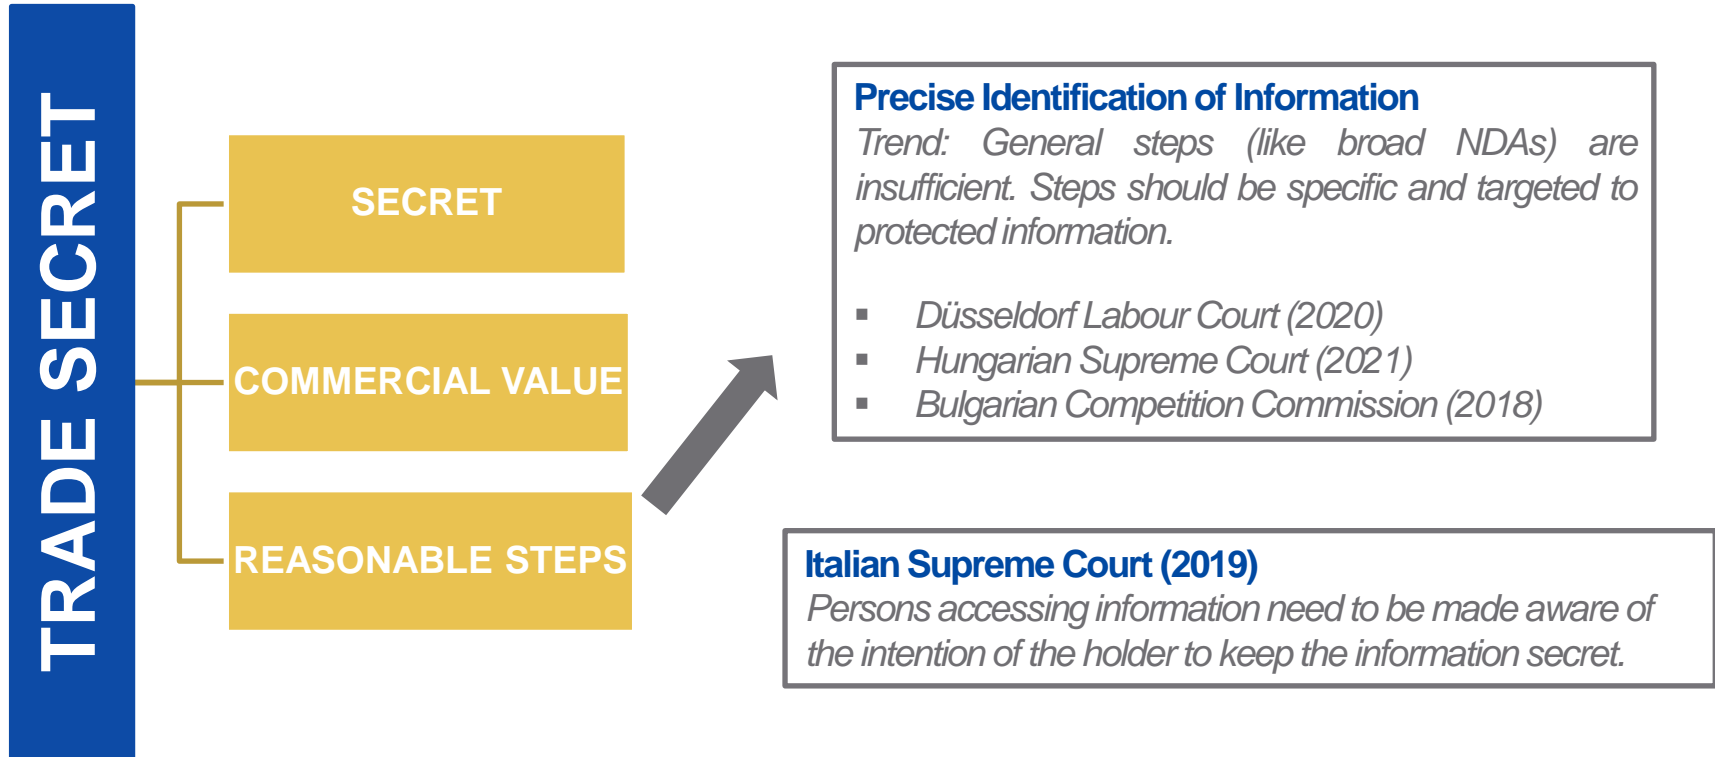 TRADE SECRET
SECRET
COMMERCIAL VALUE
REASONABLE STEPS
Precise Identification of Information
Trend: General steps (like broad NDAs) are
insufficient. Steps should be specific and targeted to
protected information.
▪ Düsseldorf Labour Court (2020)
▪ Hungarian Supreme Court (2021)
▪ Bulgarian Competition Commission (2018)
Italian Supreme Court (2019)
Persons accessing information need to be made aware of
the intention of the holder to keep the information secret.